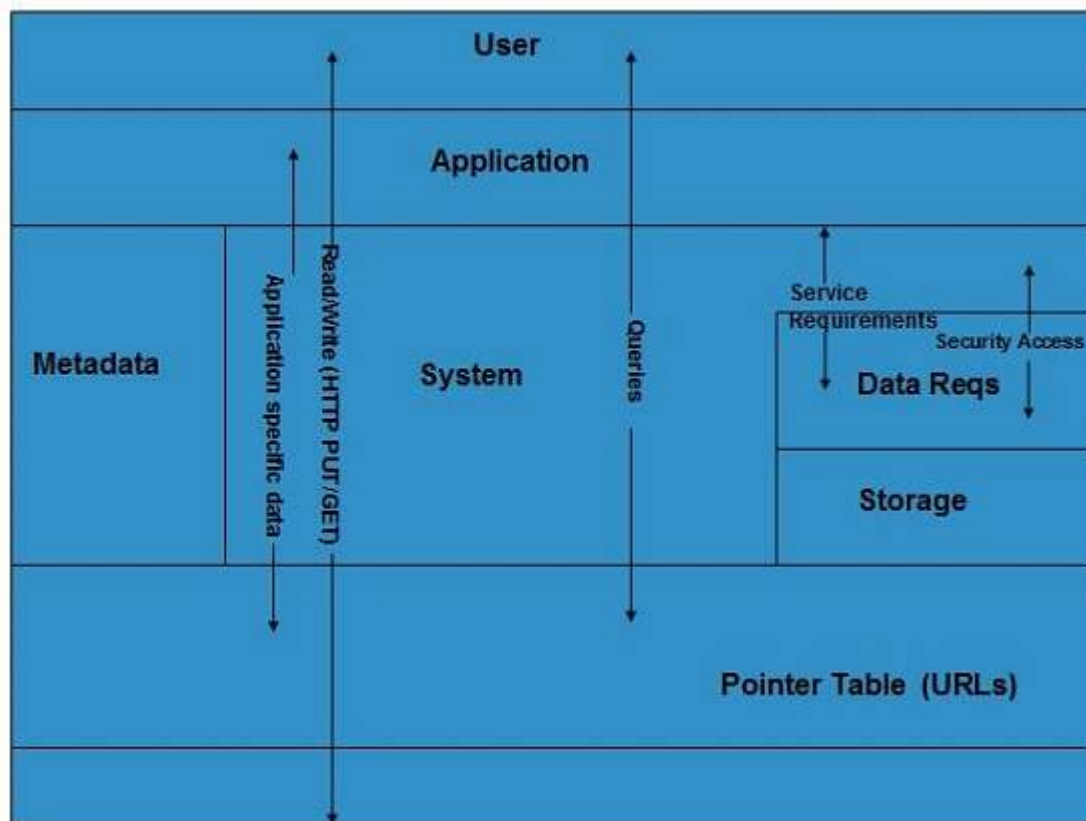 User
Application
Metadata
Application specific data
Read/Write (HTTP PUT/GET)
System
Queries
Service
Requirements
Security Access
Data Reqs
Storage
Pointer Table (URLs)